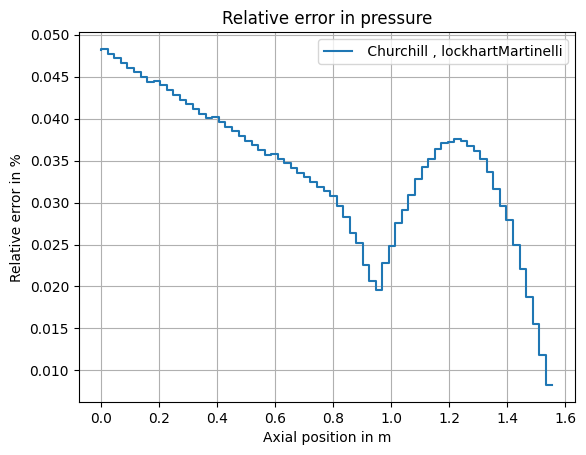 Relative error in pressure
Churchill , lockhartMartinelli
Relative error in %
0.050
0.045
0.040
0.035
0.030
0.025
0.020
0.015
0.010
0.0 0.2 0.4 0.6 0.8 1.0 1.2 1.4 1.6
Axial position in m